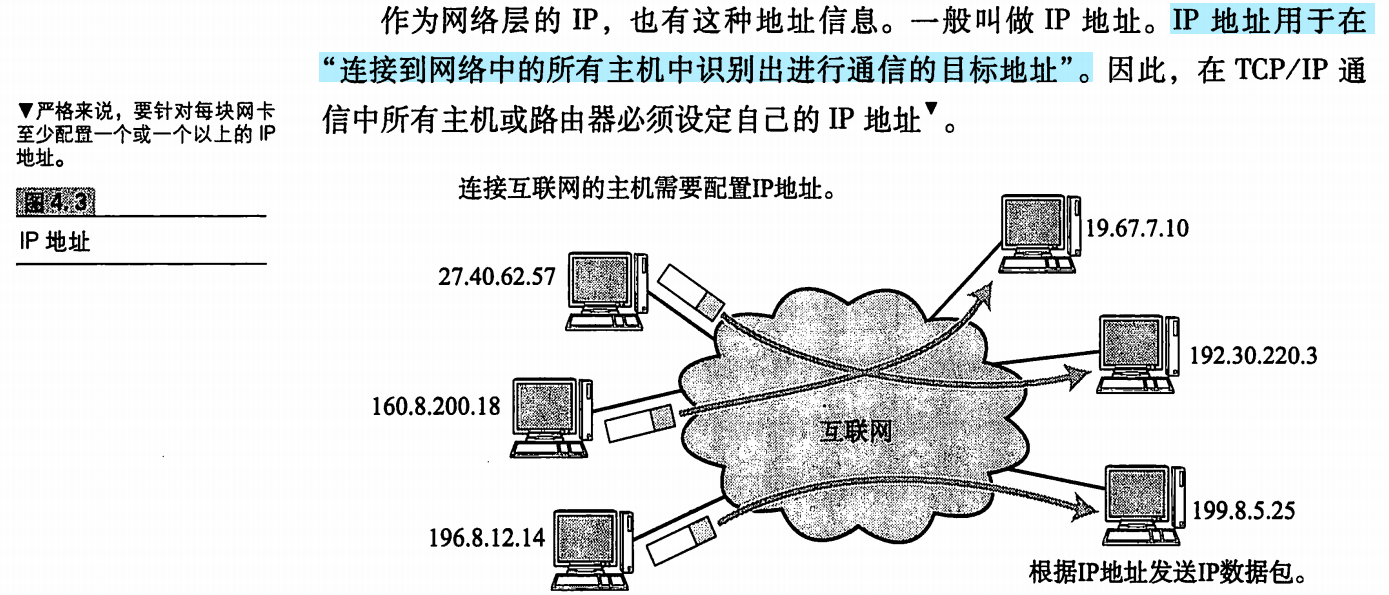 作为网络层的 IP，也有这种地址信息。一般叫做 IP 地址。IP 地址用于在
“连接到网络中的所有主机中识别出进行通信的目标地址”。因此，在 TCP/IP 通
信中所有主机或路由器必须设定自己的 IP 地址▼。
▼严格来说，要针对每块网卡
至少配置一个或一个以上的 IP
地址。
图 4.3
IP 地址
连接互联网的主机需要配置IP地址。
19.67.7.10
27.40.62.57
192.30.220.3
160.8.200.18
互联网
199.8.5.25
196.8.12.14
根据IP地址发送IP数据包。